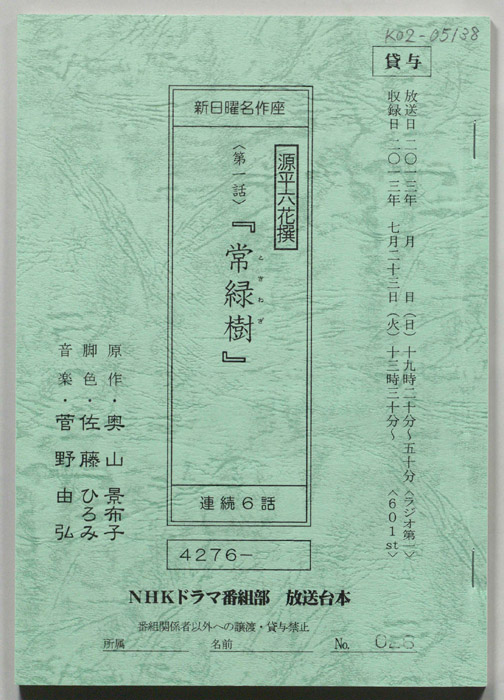 K02-05138
貸与
放送日 二〇一三年 月 日（日）十九時二十分〜五十分〈ラジオ第一〉
収録日 二〇一三年 七月二十三日（火）十三時三十分〜〈601st〉
新日曜名作座
源平六花撰
〈第一話〉『常緑樹』
ときわぎ
連続6話
原作・奥山 景布子
脚色・佐藤 ひろみ
音楽・菅野 由弘
4276−
NHKドラマ番組部 放送台本
番組関係者以外への譲渡・貸与禁止
所属 名前 No.